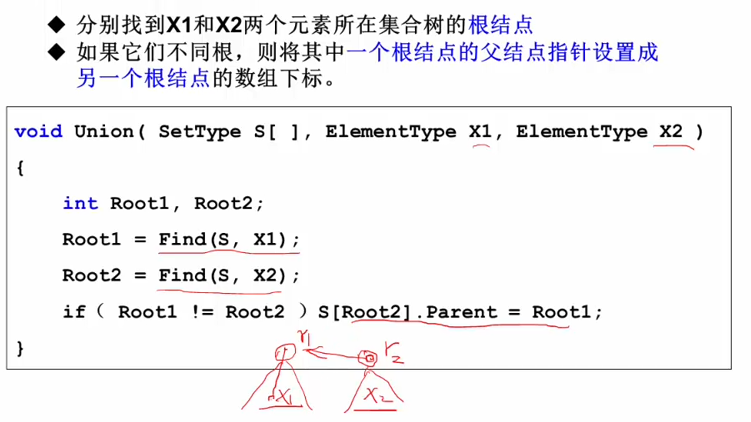 ◆ 分别找到X1和X2两个元素所在集合树的根结点
◆ 如果它们不同根，则将其中一个根结点的父结点指针设置成
另一个根结点的数组下标。
void Union( SetType S[ ], ElementType X1, ElementType X2 )
{
int Root1, Root2;
Root1 = Find(S, X1);
Root2 = Find(S, X2);
if（ Root1 != Root2 ）S[Root2].Parent = Root1;
}
r1 r2
X1 X2